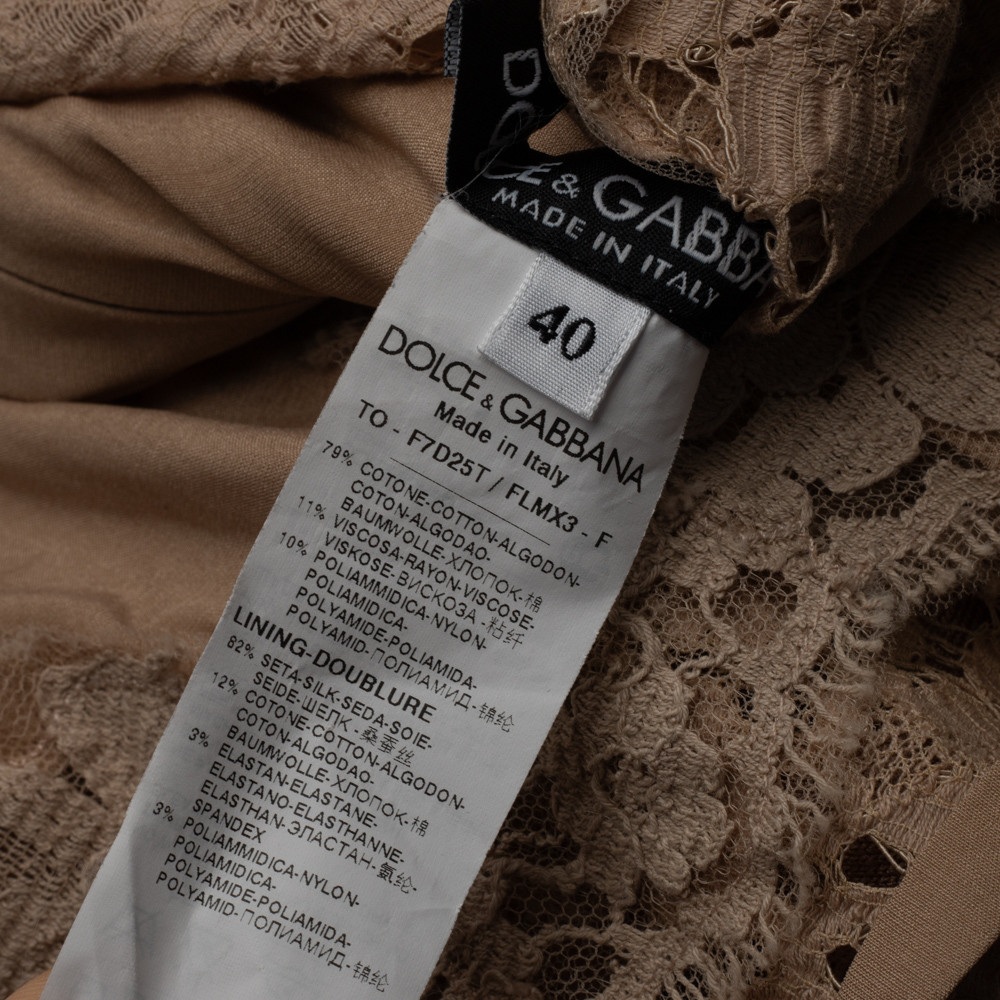 DO
E & GABBA
MADE IN ITALY
40
DOLCE & GABBANA
Made in Italy
TO - F7D25T / FLMX3 - F
79% COTONE-COTTON-ALGODON-
COTON-ALGODAO-
BAUMWOLLE-ХЛОПОК-棉
11% VISCOSA-RAYON-VISCOSE-
VISKOSE-ВИСКОЗА-粘纤
10% POLIAMMIDICA-NYLON-
POLIAMIDICA-
POLYAMIDE-POLIAMIDA-
POLYAMID-ПОЛИАМИД-锦纶
LINING-DOUBLURE
82% SETA-SILK-SEDA-SOIE-
SEIDE-ШЕЛК-桑蚕丝
12% COTONE-COTTON-ALGODON-
COTON-ALGODAO-
BAUMWOLLE-ХЛОПОК-棉
3% ELASTAN-ELASTANE-
ELASTANO-ELASTHANNE-
ELASTHAN-ЭЛАСТАН-氨纶-
SPANDEX
3% POLIAMMIDICA-NYLON-
POLIAMIDICA-
POLYAMIDE-POLIAMIDA-
POLYAMID-ПОЛИАМИД-锦纶